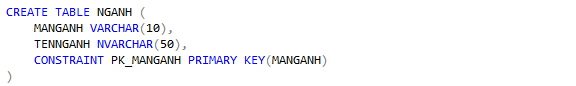 CREATE TABLE NGANH (
    MANGANH VARCHAR(10),
    TENNGANH NVARCHAR(50),
    CONSTRAINT PK_MANGANH PRIMARY KEY(MANGANH)
)